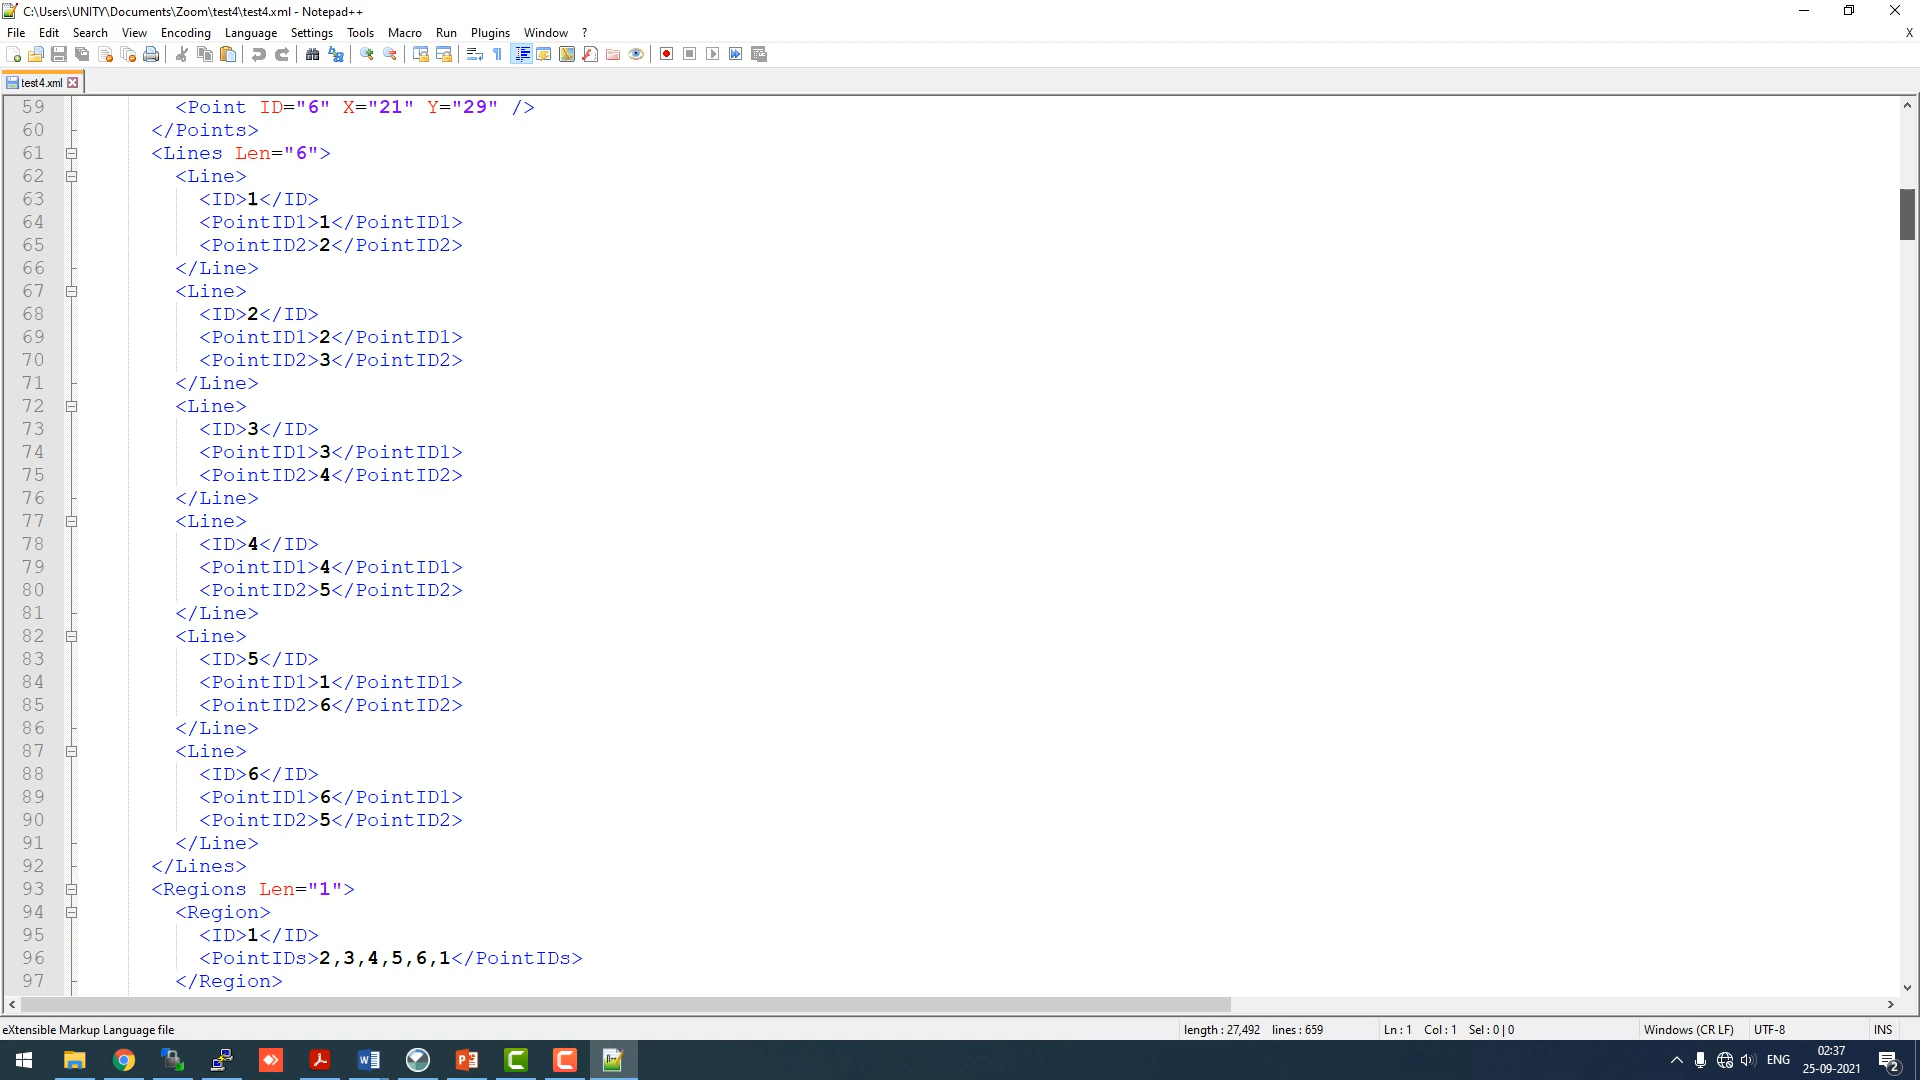 C:\Users\UNITY\Documents\Zoom\test4\test4.xml - Notepad++
File Edit Search View Encoding Language Settings Tools Macro Run Plugins Window ? X
test4.xml
59 <Point ID="6" X="21" Y="29" />
60 </Points>
61 <Lines Len="6">
62 <Line>
63 <ID>1</ID>
64 <PointID1>1</PointID1>
65 <PointID2>2</PointID2>
66 </Line>
67 <Line>
68 <ID>2</ID>
69 <PointID1>2</PointID1>
70 <PointID2>3</PointID2>
71 </Line>
72 <Line>
73 <ID>3</ID>
74 <PointID1>3</PointID1>
75 <PointID2>4</PointID2>
76 </Line>
77 <Line>
78 <ID>4</ID>
79 <PointID1>4</PointID1>
80 <PointID2>5</PointID2>
81 </Line>
82 <Line>
83 <ID>5</ID>
84 <PointID1>1</PointID1>
85 <PointID2>6</PointID2>
86 </Line>
87 <Line>
88 <ID>6</ID>
89 <PointID1>6</PointID1>
90 <PointID2>5</PointID2>
91 </Line>
92 </Lines>
93 <Regions Len="1">
94 <Region>
95 <ID>1</ID>
96 <PointIDs>2,3,4,5,6,1</PointIDs>
97 </Region>
eXtensible Markup Language file length : 27,492 lines : 659 Ln : 1 Col : 1 Sel : 0 | 0 Windows (CR LF) UTF-8 INS
ENG 02:37
25-09-2021
2